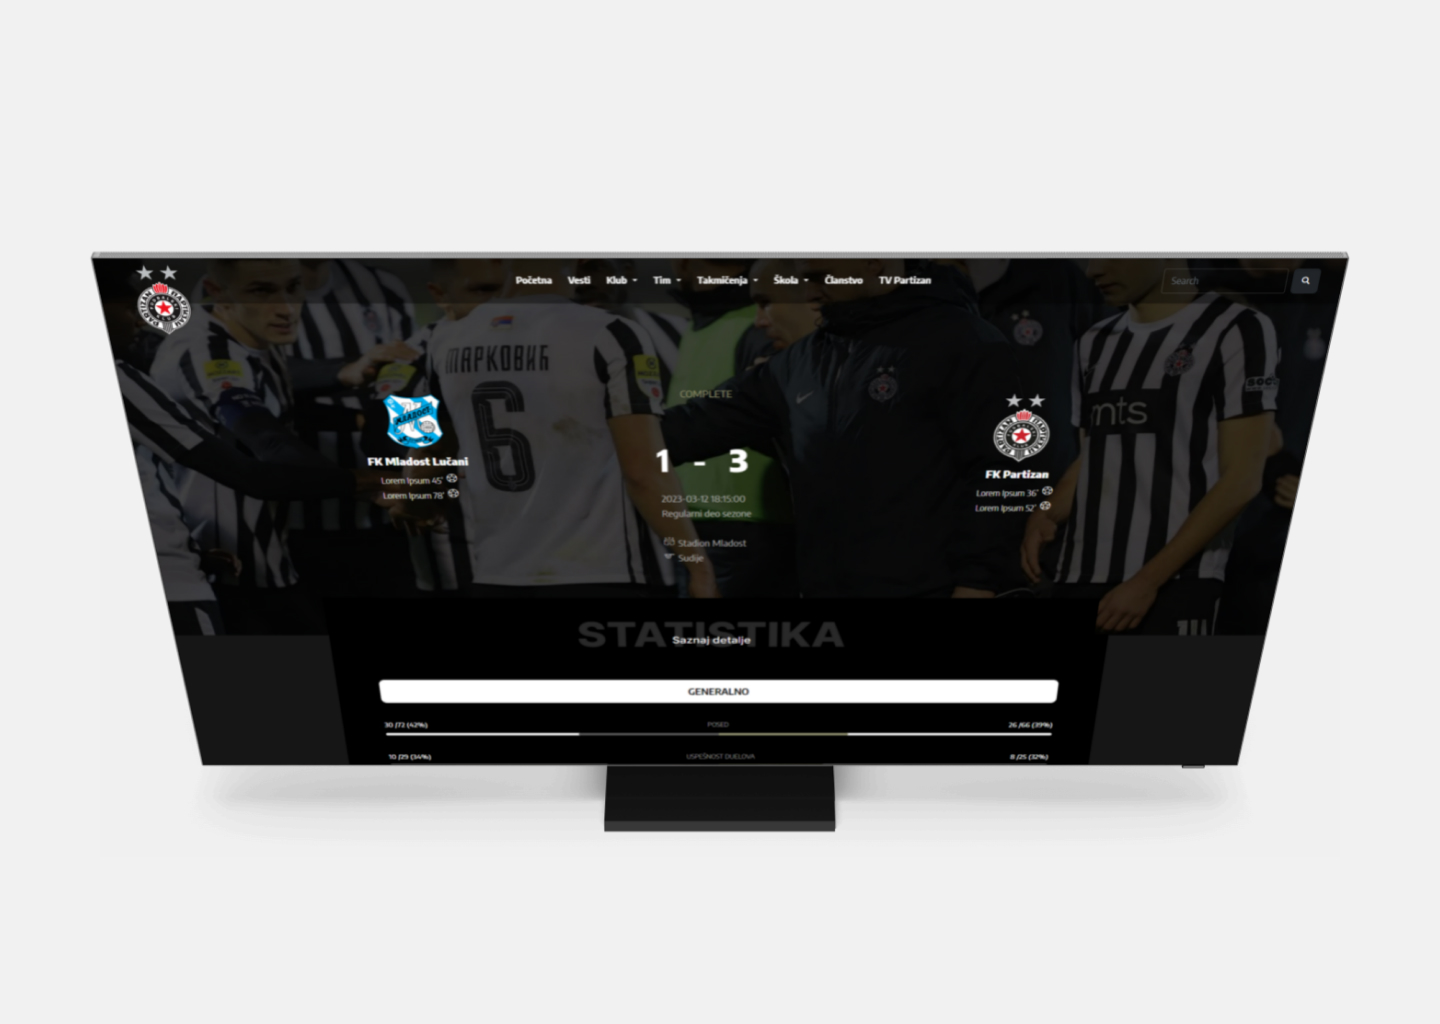 Početna Vesti Klub Tim Takmičenja Škola Članstvo TV Partizan Search
МАРКОВИЋ
6
mts
SOCC
COMPLETE
FK Mladost Lučani
Lorem Ipsum 45'
Lorem Ipsum 78'
1 - 3
2023-03-12 18:15:00
Regularni deo sezone
Stadion Mladost
Sudije
FK Partizan
Lorem Ipsum 36'
Lorem Ipsum 52'
STATISTIKA
Saznaj detalje
GENERALNO
30 /72 (42%) POSED 26 /66 (39%)
10 /29 (34%) USPEŠNOST DUELOVA 8 /25 (32%)